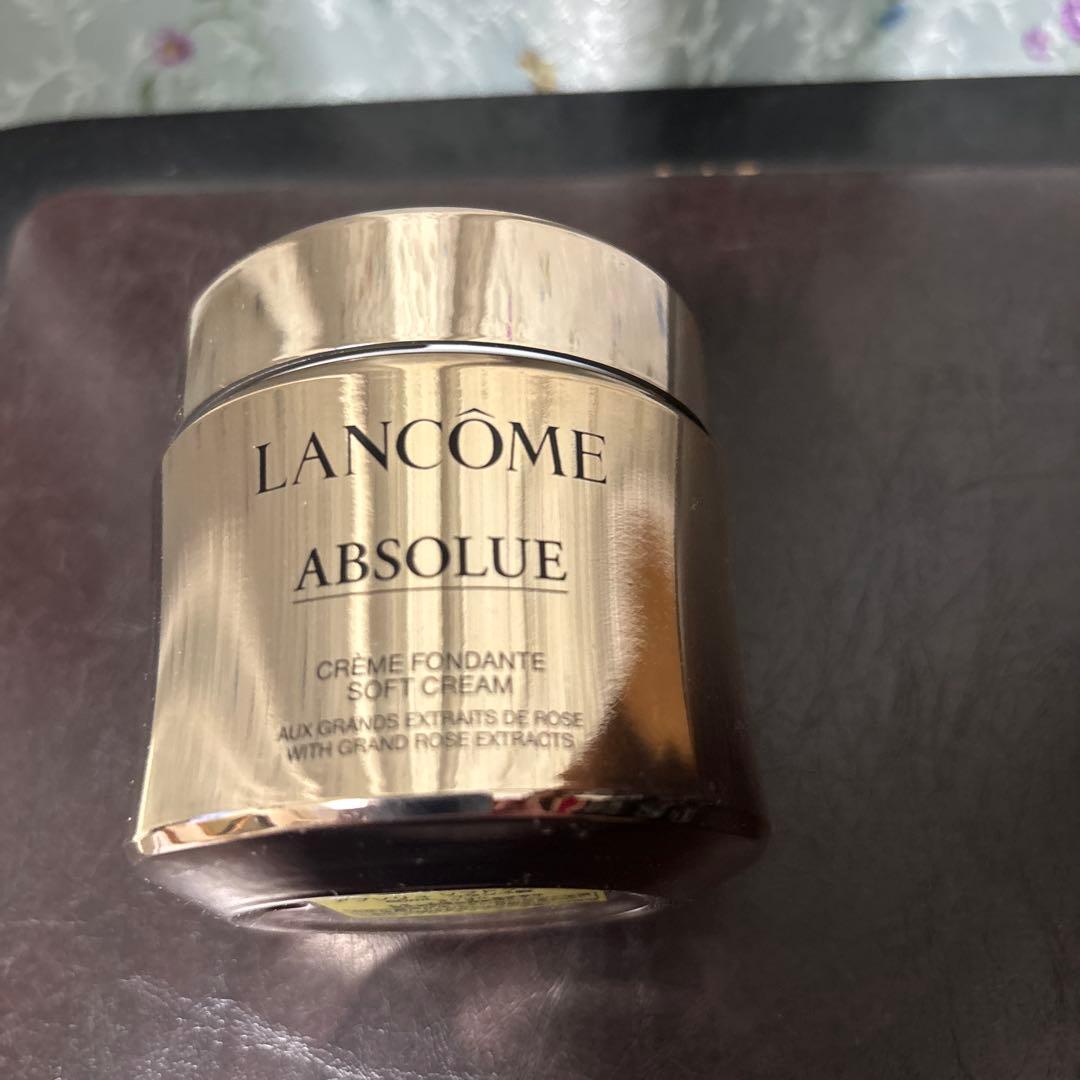 LANCÔME
ABSOLUE
CRÈME FONDANTE
SOFT CREAM
AUX GRANDS EXTRAITS DE ROSE
WITH GRAND ROSE EXTRACTS